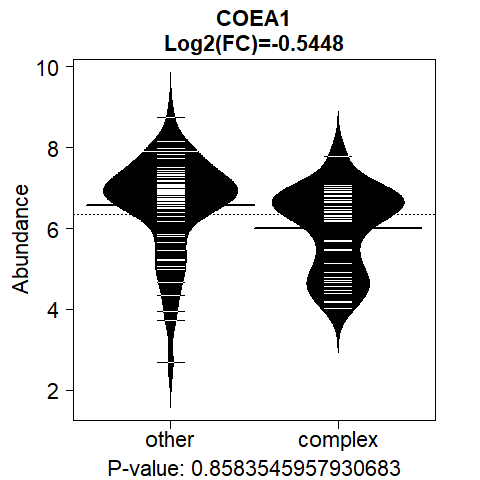 COEA1
Log2(FC)=-0.5448
Abundance
10
8
6
4
2
other complex
P-value: 0.8583545957930683